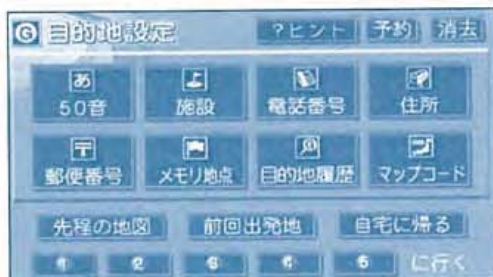 G 目的地設定 ?ヒント 予約 消去
あ 〒
50音 施設 電話番号 住所
郵便番号 メモリ地点 目的地履歴 マップコード
先程の地図 前回出発地 自宅に帰る
1 2 3 4 5 に行く